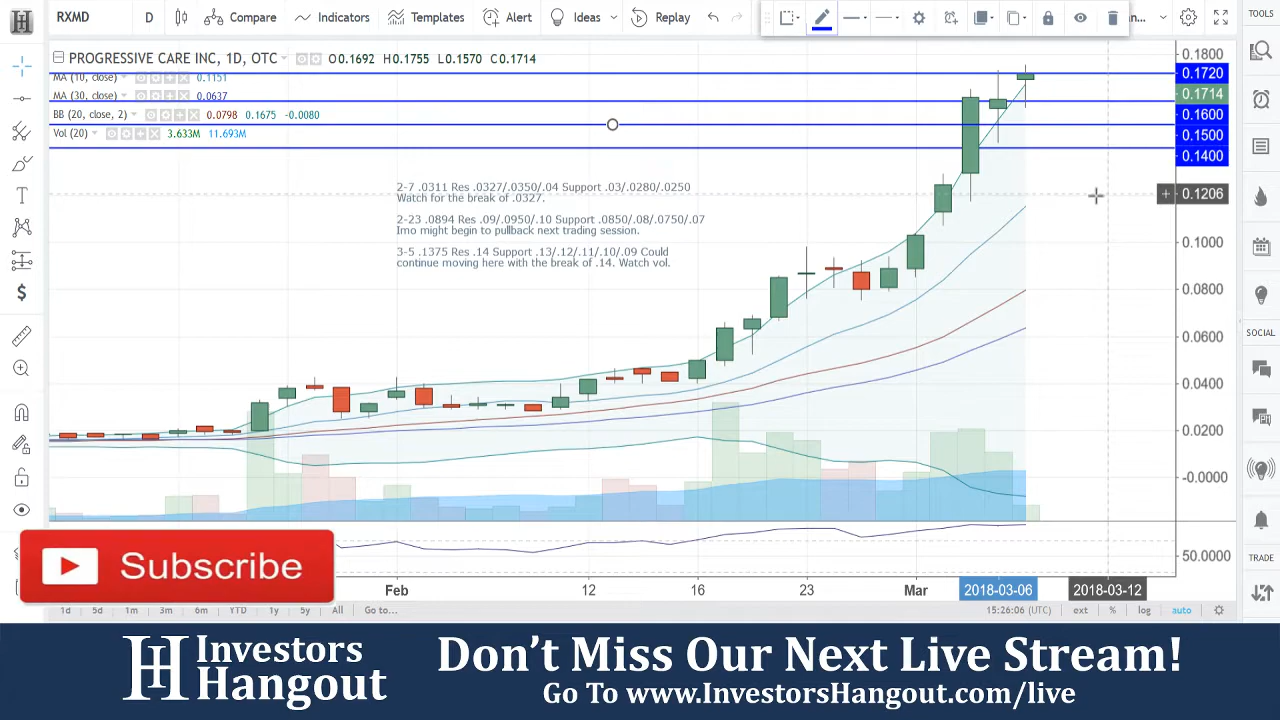 RXMD
D
Compare
Indicators
Templates
Alert
Ideas
Replay
n...
TOOLS
PROGRESSIVE CARE INC, 1D, OTC
O0.1692 H0.1755 L0.1570 C0.1714
MA (10, close)
0.1151
MA (30, close)
0.0637
BB (20, close, 2)
0.0798 0.1675 -0.0080
Vol (20)
3.633M 11.693M
0.1800
0.1720
0.1714
0.1600
0.1500
0.1400
0.1206
0.1000
0.0800
0.0600
0.0400
0.0200
-0.0000
50.0000
2-7 .0311 Res .0327/.0350/.04 Support .03/.0280/.0250
Watch for the break of .0327.
2-23 .0894 Res .09/.0950/.10 Support .0850/.08/.0750/.07
Imo might begin to pullback next trading session.
3-5 .1375 Res .14 Support .13/.12/.11/.10/.09 Could
continue moving here with the break of .14. Watch vol.
SOCIAL
TRADE
Subscribe
Feb
12
16
23
Mar
2018-03-06
2018-03-12
1d 5d 1m 3m 6m YTD 1y 5y All Go to...
15:26:06 (UTC) ext % log auto
Investors
Hangout
Don't Miss Our Next Live Stream!
Go To www.InvestorsHangout.com/live